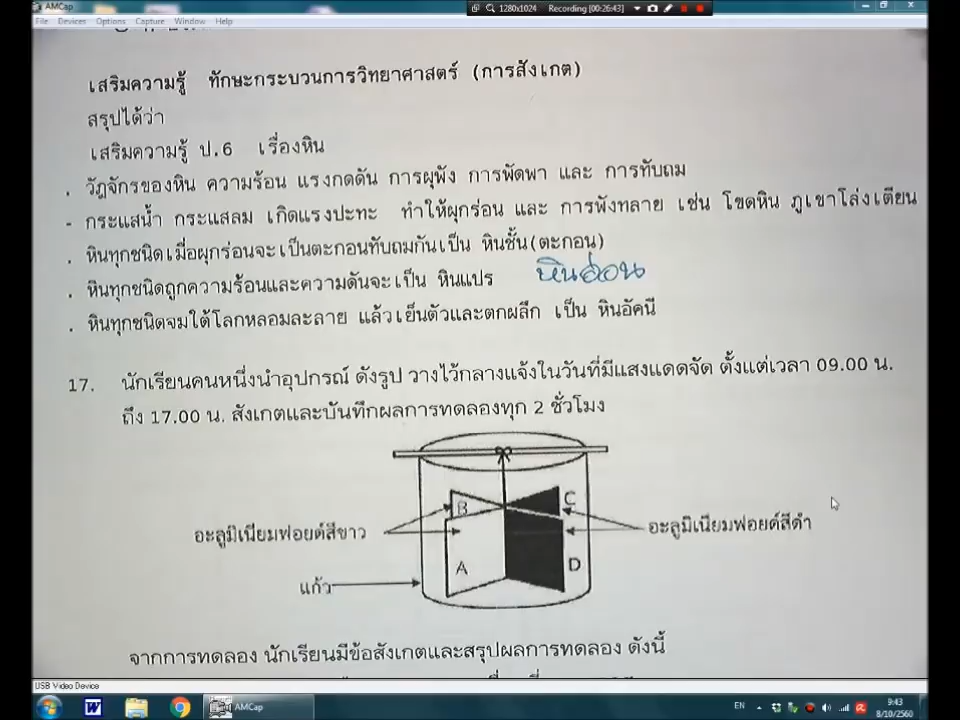 AMCap
1280x1024 Recording [00:26:43]
File Devices Options Capture Window Help
เสริมความรู้ ทักษะกระบวนการวิทยาศาสตร์ (การสังเกต)
สรุปได้ว่า
เสริมความรู้ ป.6 เรื่องหิน
. วัฏจักรของหิน ความร้อน แรงกดดัน การผุพัง การพัดพา และ การทับถม
- กระแสน้ำ กระแสลม เกิดแรงปะทะ ทำให้ผุกร่อน และ การพังทลาย เช่น โขดหิน ภูเขาโล่งเตียน
. หินทุกชนิดเมื่อผุกร่อนจะเป็นตะกอนทับถมกันเป็น หินชั้น(ตะกอน)
. หินทุกชนิดถูกความร้อนและความดันจะเป็น หินแปร หินอ่อน
. หินทุกชนิดจมใต้โลกหลอมละลาย แล้วเย็นตัวและตกผลึก เป็น หินอัคนี
17. นักเรียนคนหนึ่งนำอุปกรณ์ ดังรูป วางไว้กลางแจ้งในวันที่มีแสงแดดจัด ตั้งแต่เวลา 09.00 น.
ถึง 17.00 น. สังเกตและบันทึกผลการทดลองทุก 2 ชั่วโมง
B C
อะลูมิเนียมฟอยด์สีขาว อะลูมิเนียมฟอยด์สีดำ
A D
แก้ว
จากการทดลอง นักเรียนมีข้อสังเกตและสรุปผลการทดลอง ดังนี้
USB Video Device
AMCap
EN
9:43
8/10/2560